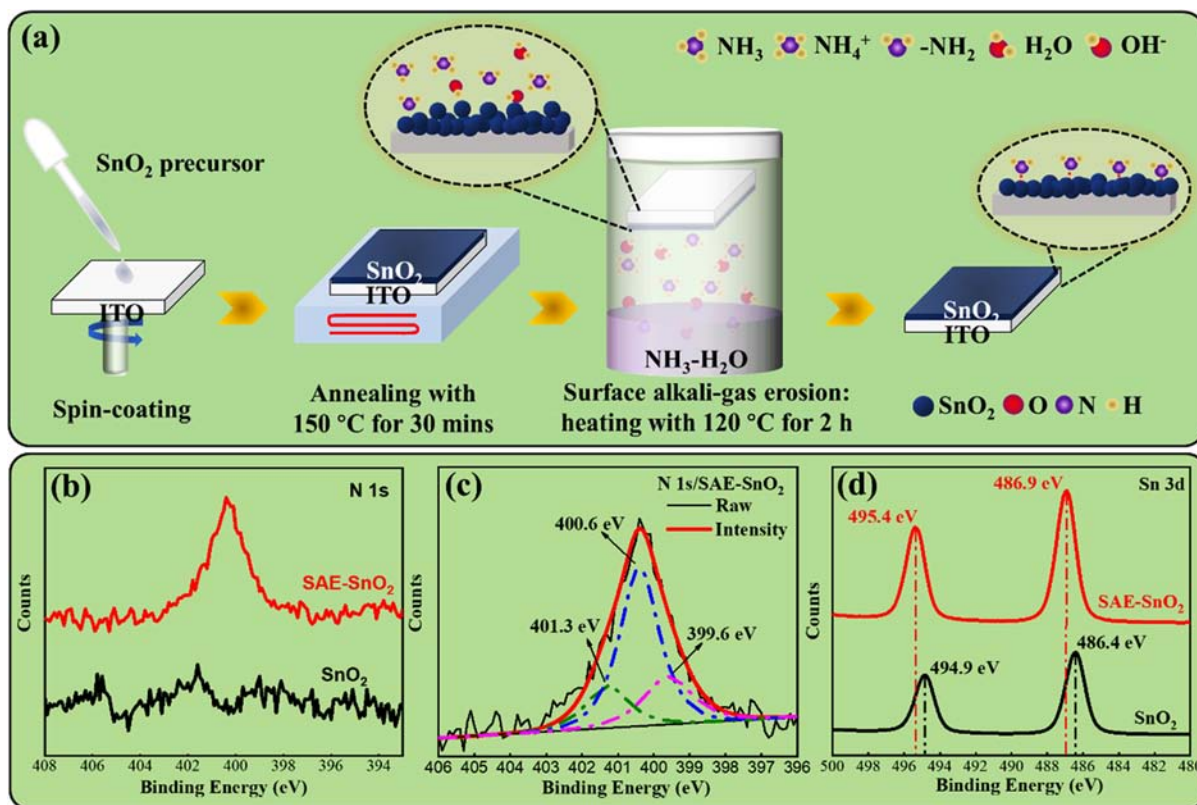 (a)
NH₃ NH₄⁺ -NH₂ H₂O OH⁻
SnO₂ precursor
ITO
SnO₂
ITO
NH₃-H₂O
SnO₂
ITO
Spin-coating
Annealing with
150 °C for 30 mins
Surface alkali-gas erosion:
heating with 120 °C for 2 h
SnO₂ O N H
(b)
N 1s
SAE-SnO₂
SnO₂
Counts
408 406 404 402 400 398 396 394
Binding Energy (eV)
(c)
N 1s/SAE-SnO₂
Raw
Intensity
400.6 eV
401.3 eV
399.6 eV
Counts
406 405 404 403 402 401 400 399 398 397 396
Binding Energy (eV)
(d)
Sn 3d
486.9 eV
495.4 eV
SAE-SnO₂
494.9 eV
486.4 eV
SnO₂
Counts
500 498 496 494 492 490 488 486 484 482 480
Binding Energy (eV)